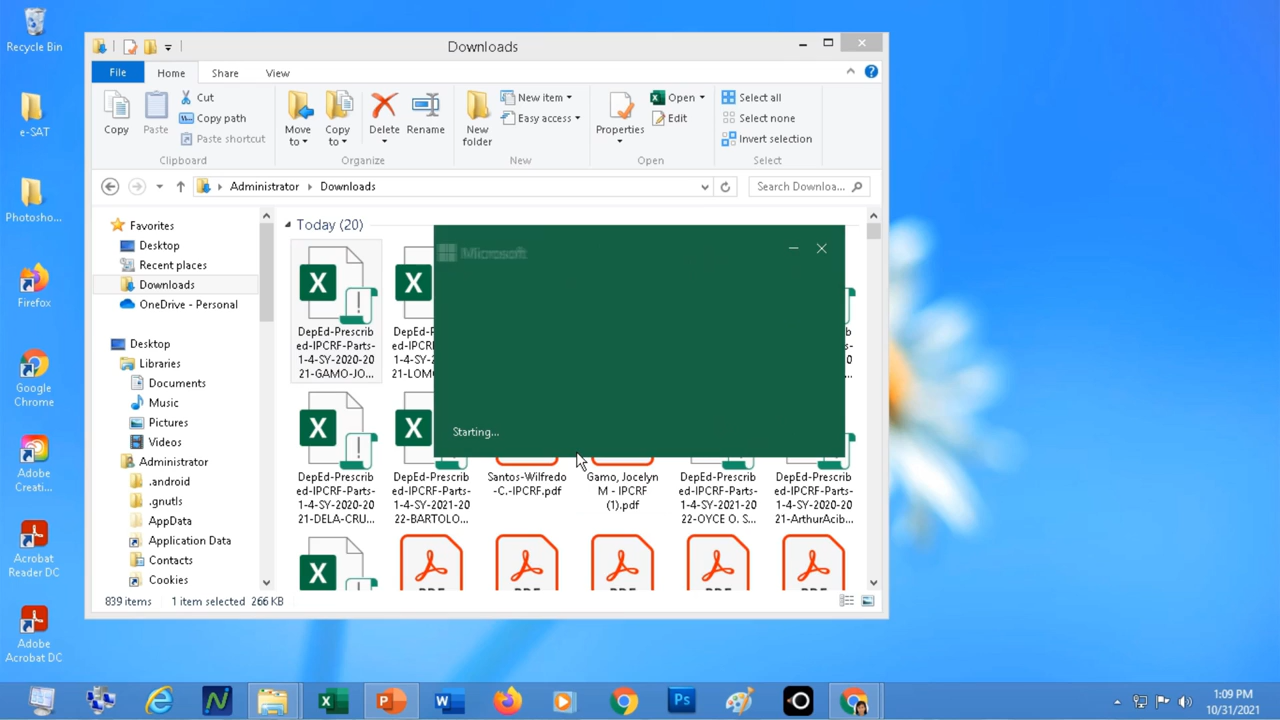 Recycle Bin
e-SAT
Photosho...
Firefox
Google
Chrome
Adobe
Creati...
Acrobat
Reader DC
Adobe
Acrobat DC
Downloads
File Home Share View
Copy
Paste
Cut
Copy path
Paste shortcut
Clipboard
Move
to
Copy
to
Delete
Rename
Organize
New
folder
New item
Easy access
New
Properties
Open
Edit
Open
Select all
Select none
Invert selection
Select
Administrator Downloads
Search Downloa...
Favorites
Desktop
Recent places
Downloads
OneDrive - Personal
Desktop
Libraries
Documents
Music
Pictures
Videos
Administrator
.android
.gnutls
AppData
Application Data
Contacts
Cookies
Today (20)
DepEd-Prescrib
ed-IPCRF-Parts-
1-4-SY-2020-20
21-GAMO-JO...
Microsoft
Starting...
DepEd-Prescrib
ed-IPCRF-Parts-
1-4-SY-2020-20
21-DELA-CRU...
DepEd-Prescrib
ed-IPCRF-Parts-
1-4-SY-2021-20
22-BARTOLO...
Santos-Wilfredo
-C.-IPCRF.pdf
Gamo, Jocelyn
M - IPCRF
(1).pdf
DepEd-Prescrib
ed-IPCRF-Parts-
1-4-SY-2021-20
22-OYCE O. S...
DepEd-Prescrib
ed-IPCRF-Parts-
1-4-SY-2020-20
21-ArthurAcib...
839 items 1 item selected 266 KB
1:09 PM
10/31/2021